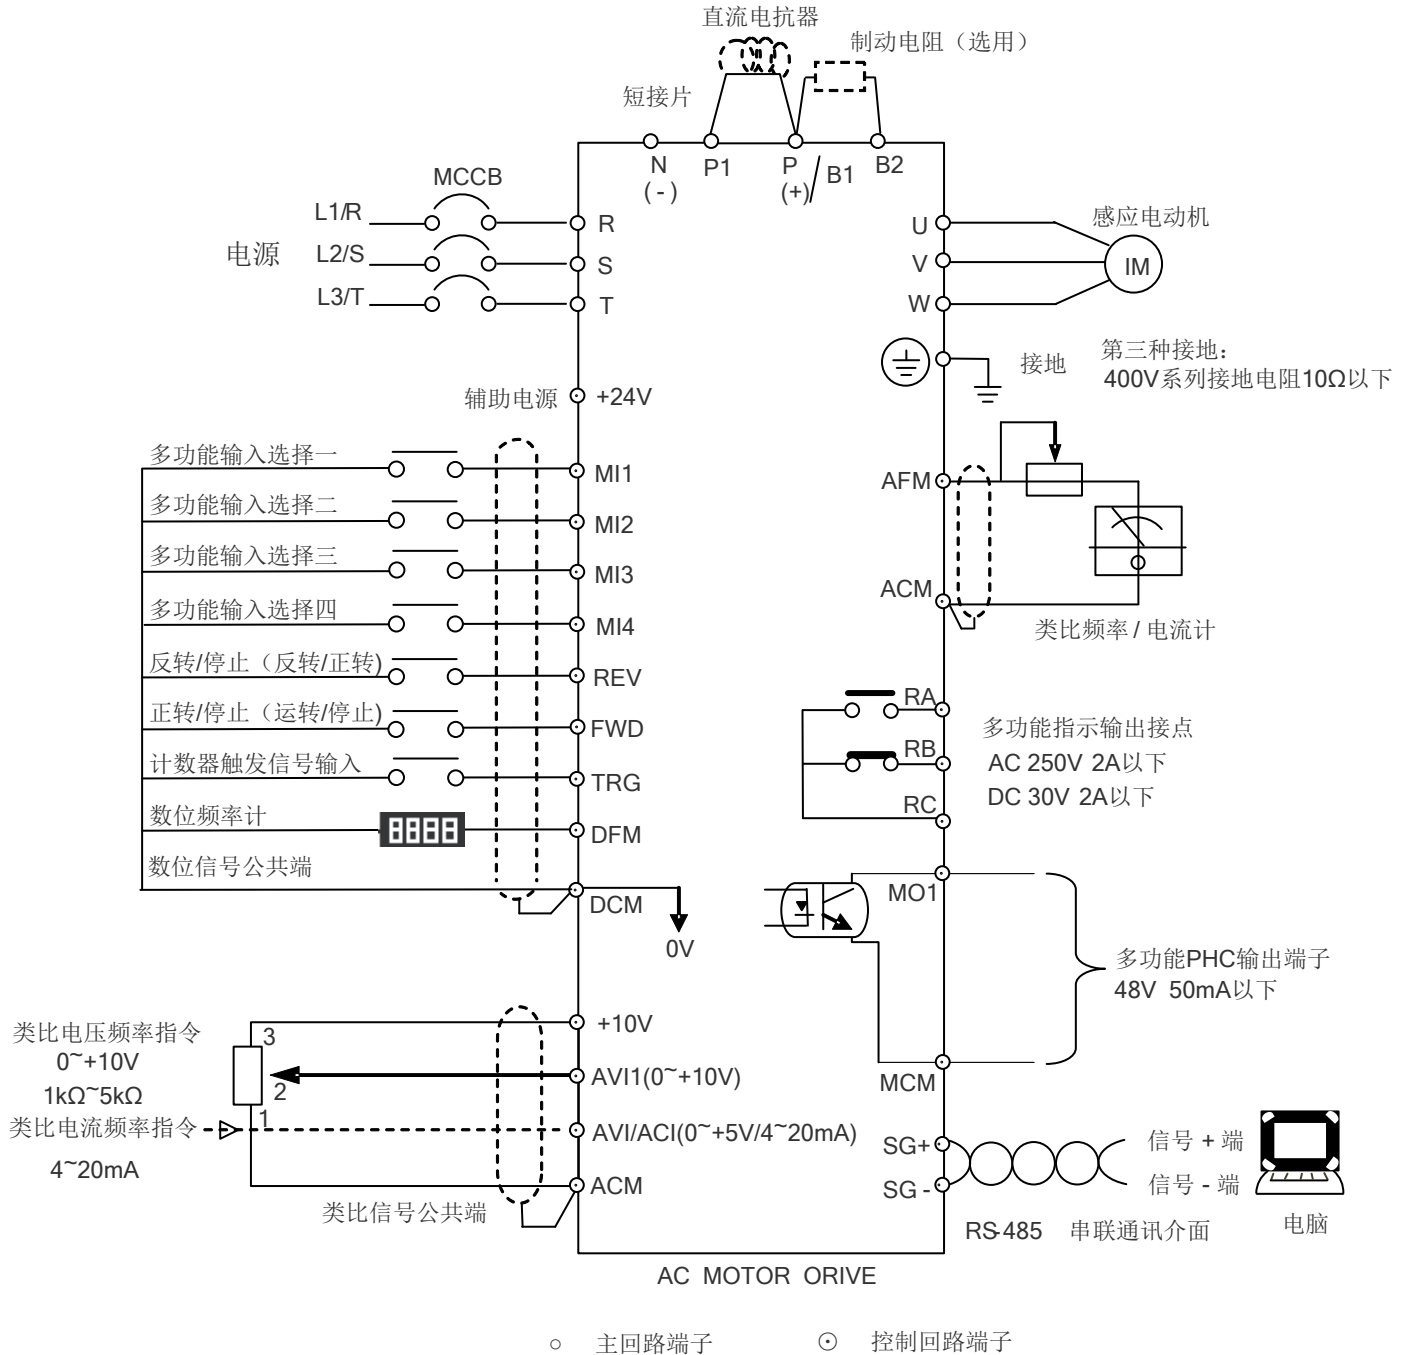 直流电抗器
制动电阻（选用）
短接片
N
(-)
P1
P
(+)
/
B1
B2
MCCB
L1/R
电源
L2/S
L3/T
R
S
T
U
V
W
感应电动机
IM
接地
第三种接地：
400V系列接地电阻10Ω以下
辅助电源
+24V
多功能输入选择一
MI1
多功能输入选择二
MI2
多功能输入选择三
MI3
多功能输入选择四
MI4
反转/停止（反转/正转)
REV
正转/停止（运转/停止)
FWD
计数器触发信号输入
TRG
数位频率计
8888
DFM
数位信号公共端
DCM
0V
AFM
ACM
类比频率 / 电流计
RA
RB
RC
多功能指示输出接点
AC 250V 2A以下
DC 30V 2A以下
MO1
MCM
多功能PHC输出端子
48V 50mA以下
类比电压频率指令
0~+10V
1kΩ~5kΩ
类比电流频率指令
4~20mA
3
2
1
+10V
AVI1(0~+10V)
AVI/ACI(0~+5V/4~20mA)
ACM
类比信号公共端
SG+
SG-
信号 + 端
信号 - 端
RS-485 串联通讯介面
电脑
AC MOTOR ORIVE
○ 主回路端子
⊙ 控制回路端子